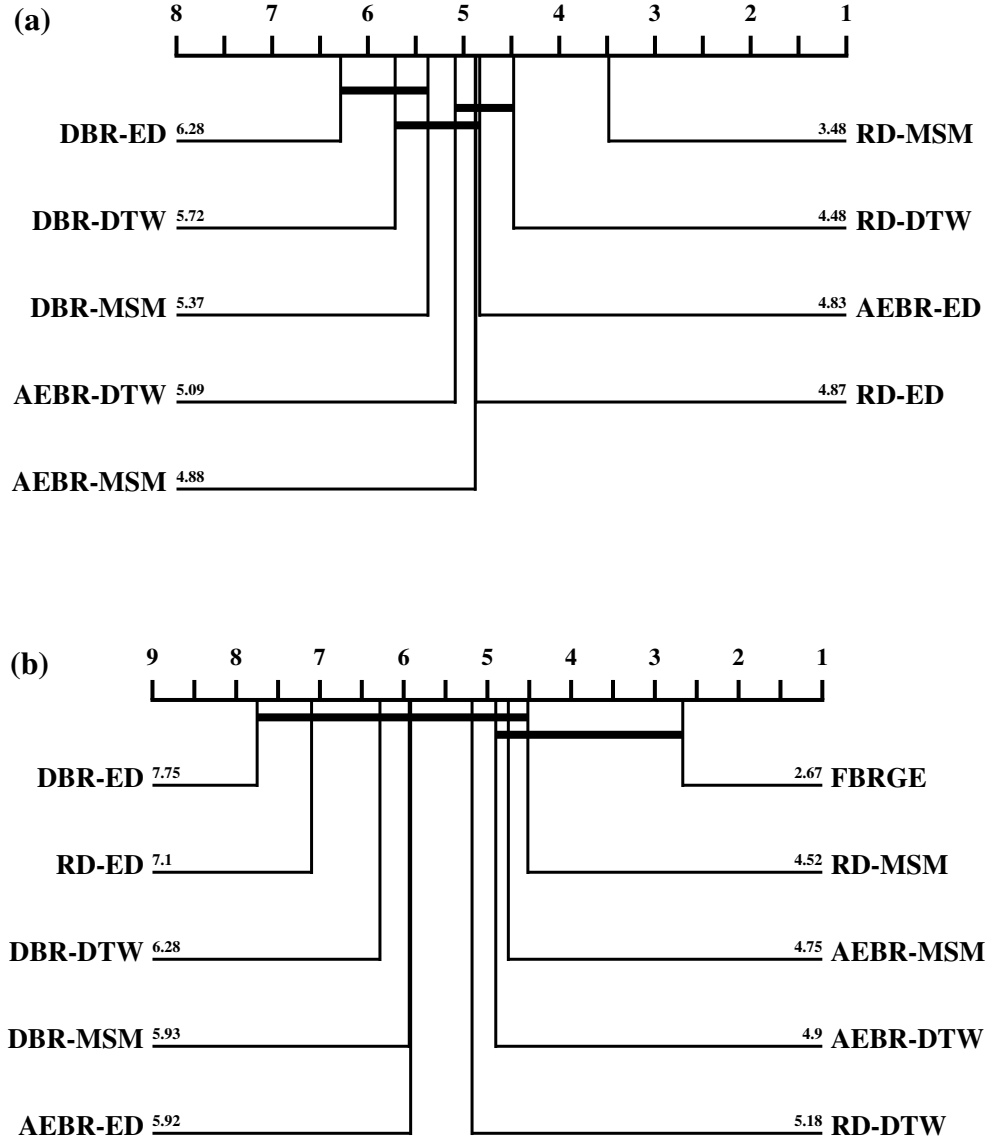 (a)
8 7 6 5 4 3 2 1
DBR-ED 6.28 3.48 RD-MSM
DBR-DTW 5.72 4.48 RD-DTW
DBR-MSM 5.37 4.83 AEBR-ED
AEBR-DTW 5.09 4.87 RD-ED
AEBR-MSM 4.88
(b)
9 8 7 6 5 4 3 2 1
DBR-ED 7.75 2.67 FBRGE
RD-ED 7.1 4.52 RD-MSM
DBR-DTW 6.28 4.75 AEBR-MSM
DBR-MSM 5.93 4.9 AEBR-DTW
AEBR-ED 5.92 5.18 RD-DTW